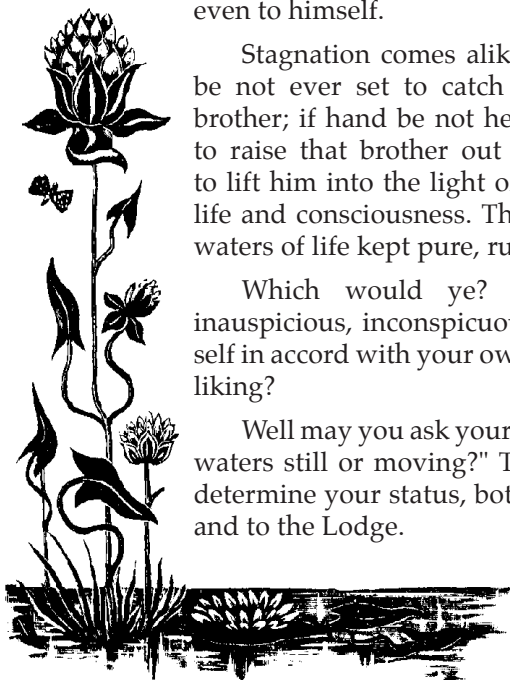 even to himself.
Stagnation comes alik
be not ever set to catch
brother; if hand be not he
to raise that brother out
to lift him into the light o
life and consciousness. Th
waters of life kept pure, ru
Which would ye?
inauspicious, inconspicuou
self in accord with your ow
liking?
Well may you ask your
waters still or moving?" T
determine your status, bot
and to the Lodge.